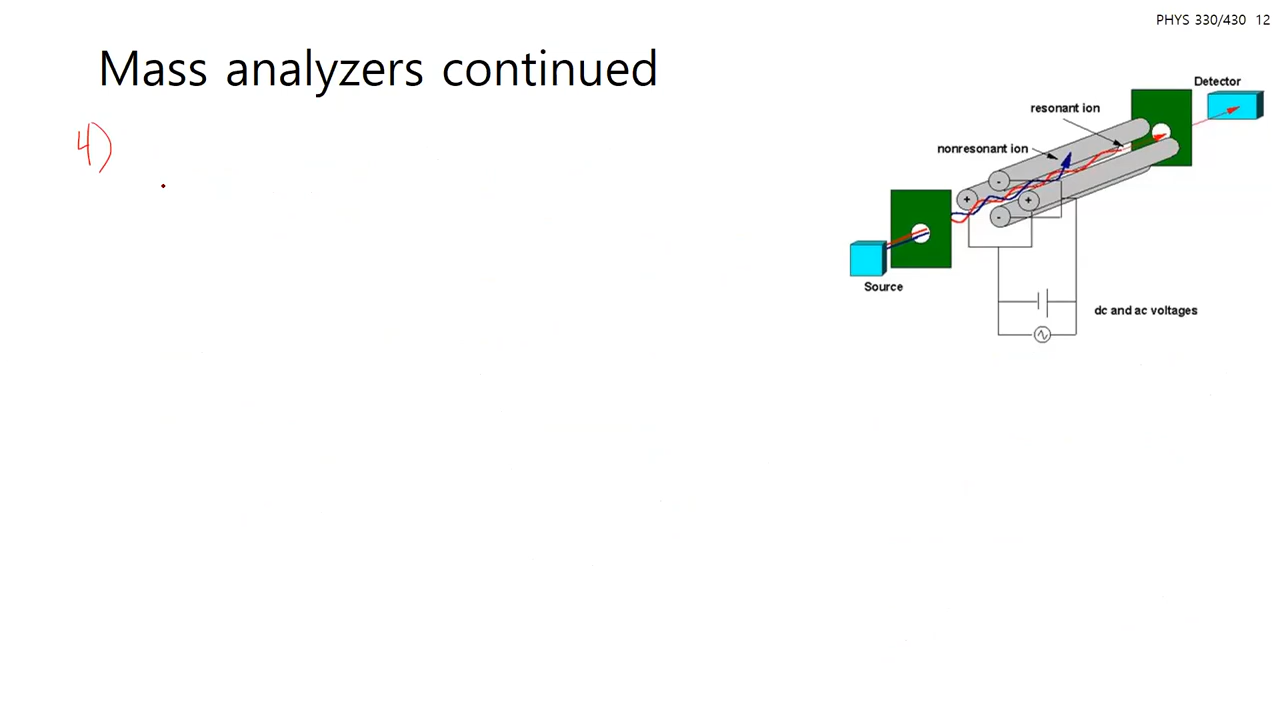 PHYS 330/430 12
Mass analyzers continued
4)
Detector
resonant ion
nonresonant ion
- 
+
+
-
Source
dc and ac voltages